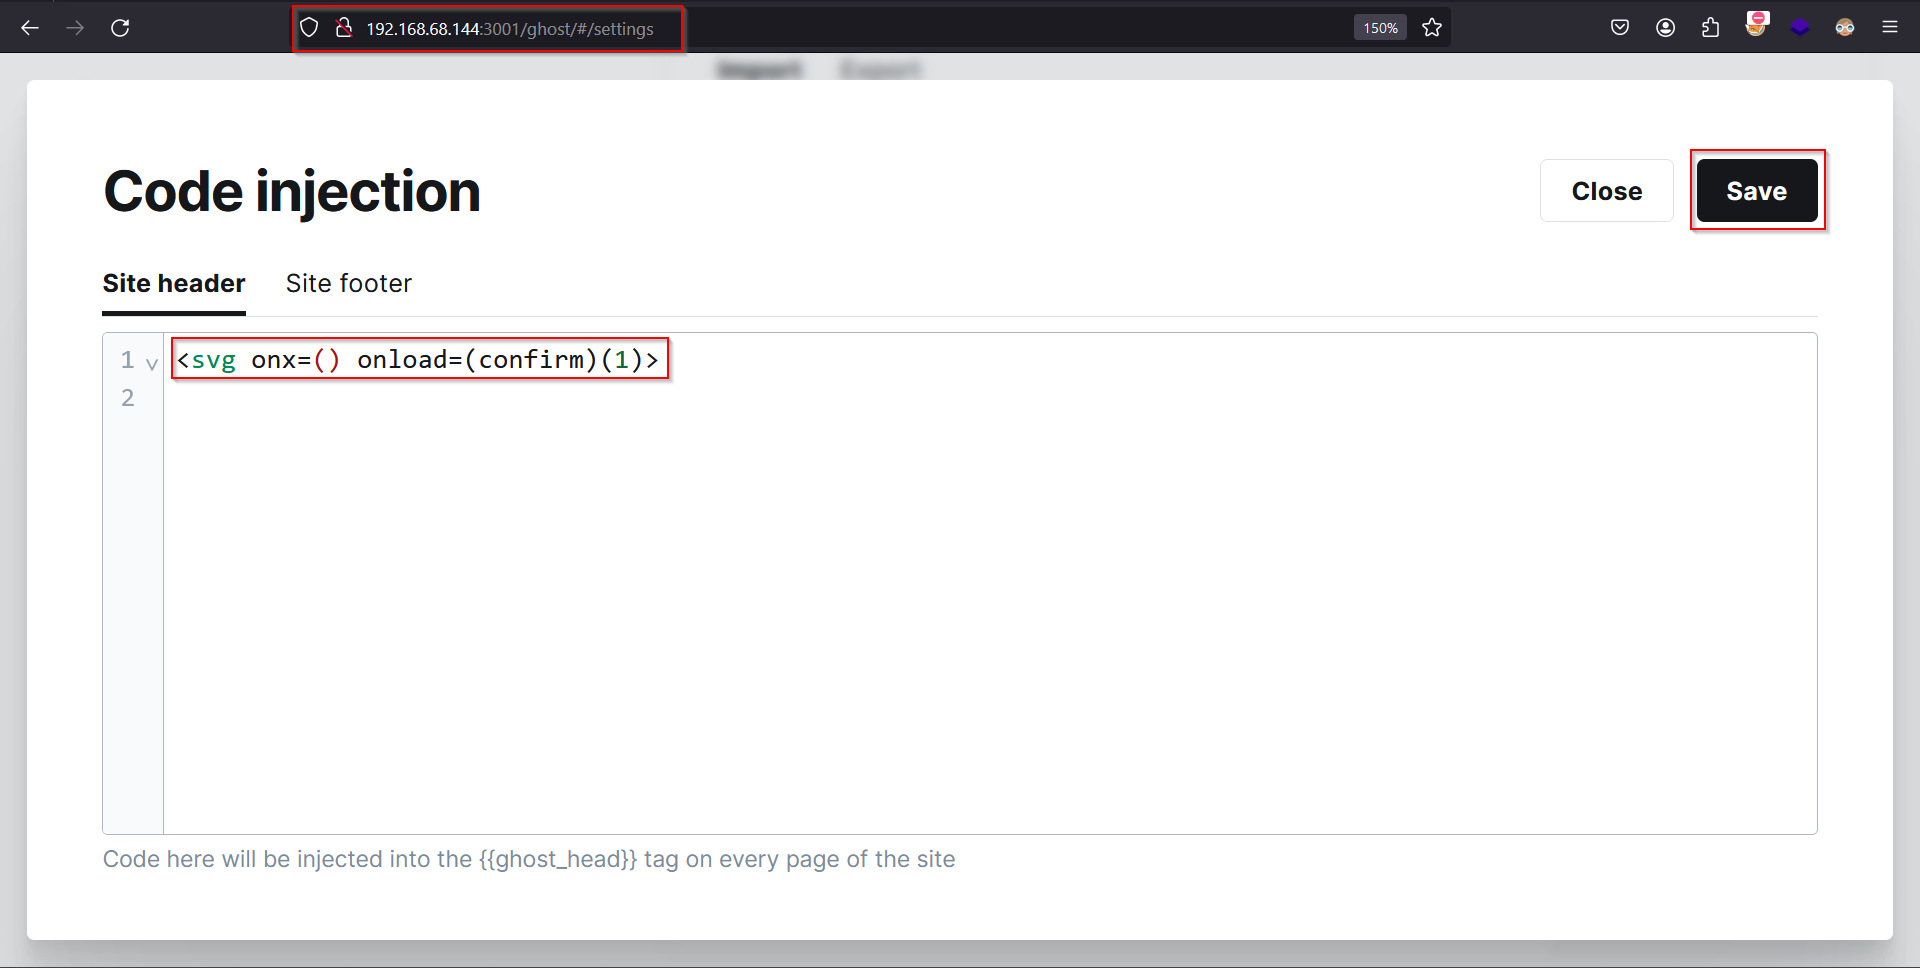 192.168.68.144:3001/ghost/#/settings
150%
Import Export
Code injection
Close
Save
Site header
Site footer
1 <svg onx=() onload=(confirm)(1)>
2
Code here will be injected into the {{ghost_head}} tag on every page of the site